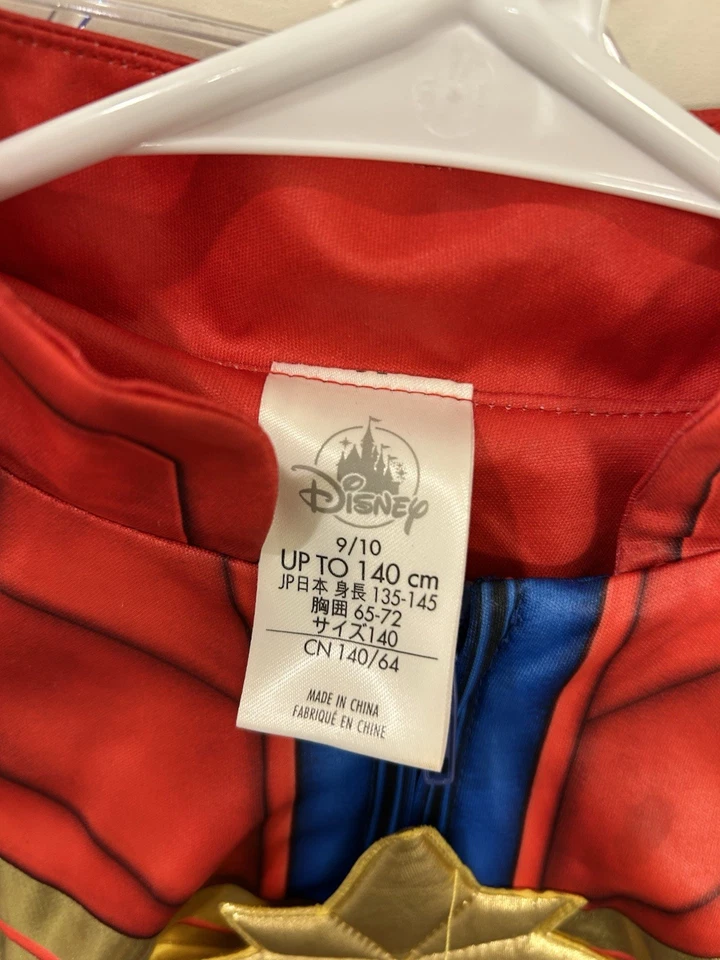 Disney
9/10
UP TO 140 cm
JP日本 身長 135-145
胸囲 65-72
サイズ140
CN 140/64
MADE IN CHINA
FABRIQUÉ EN CHINE